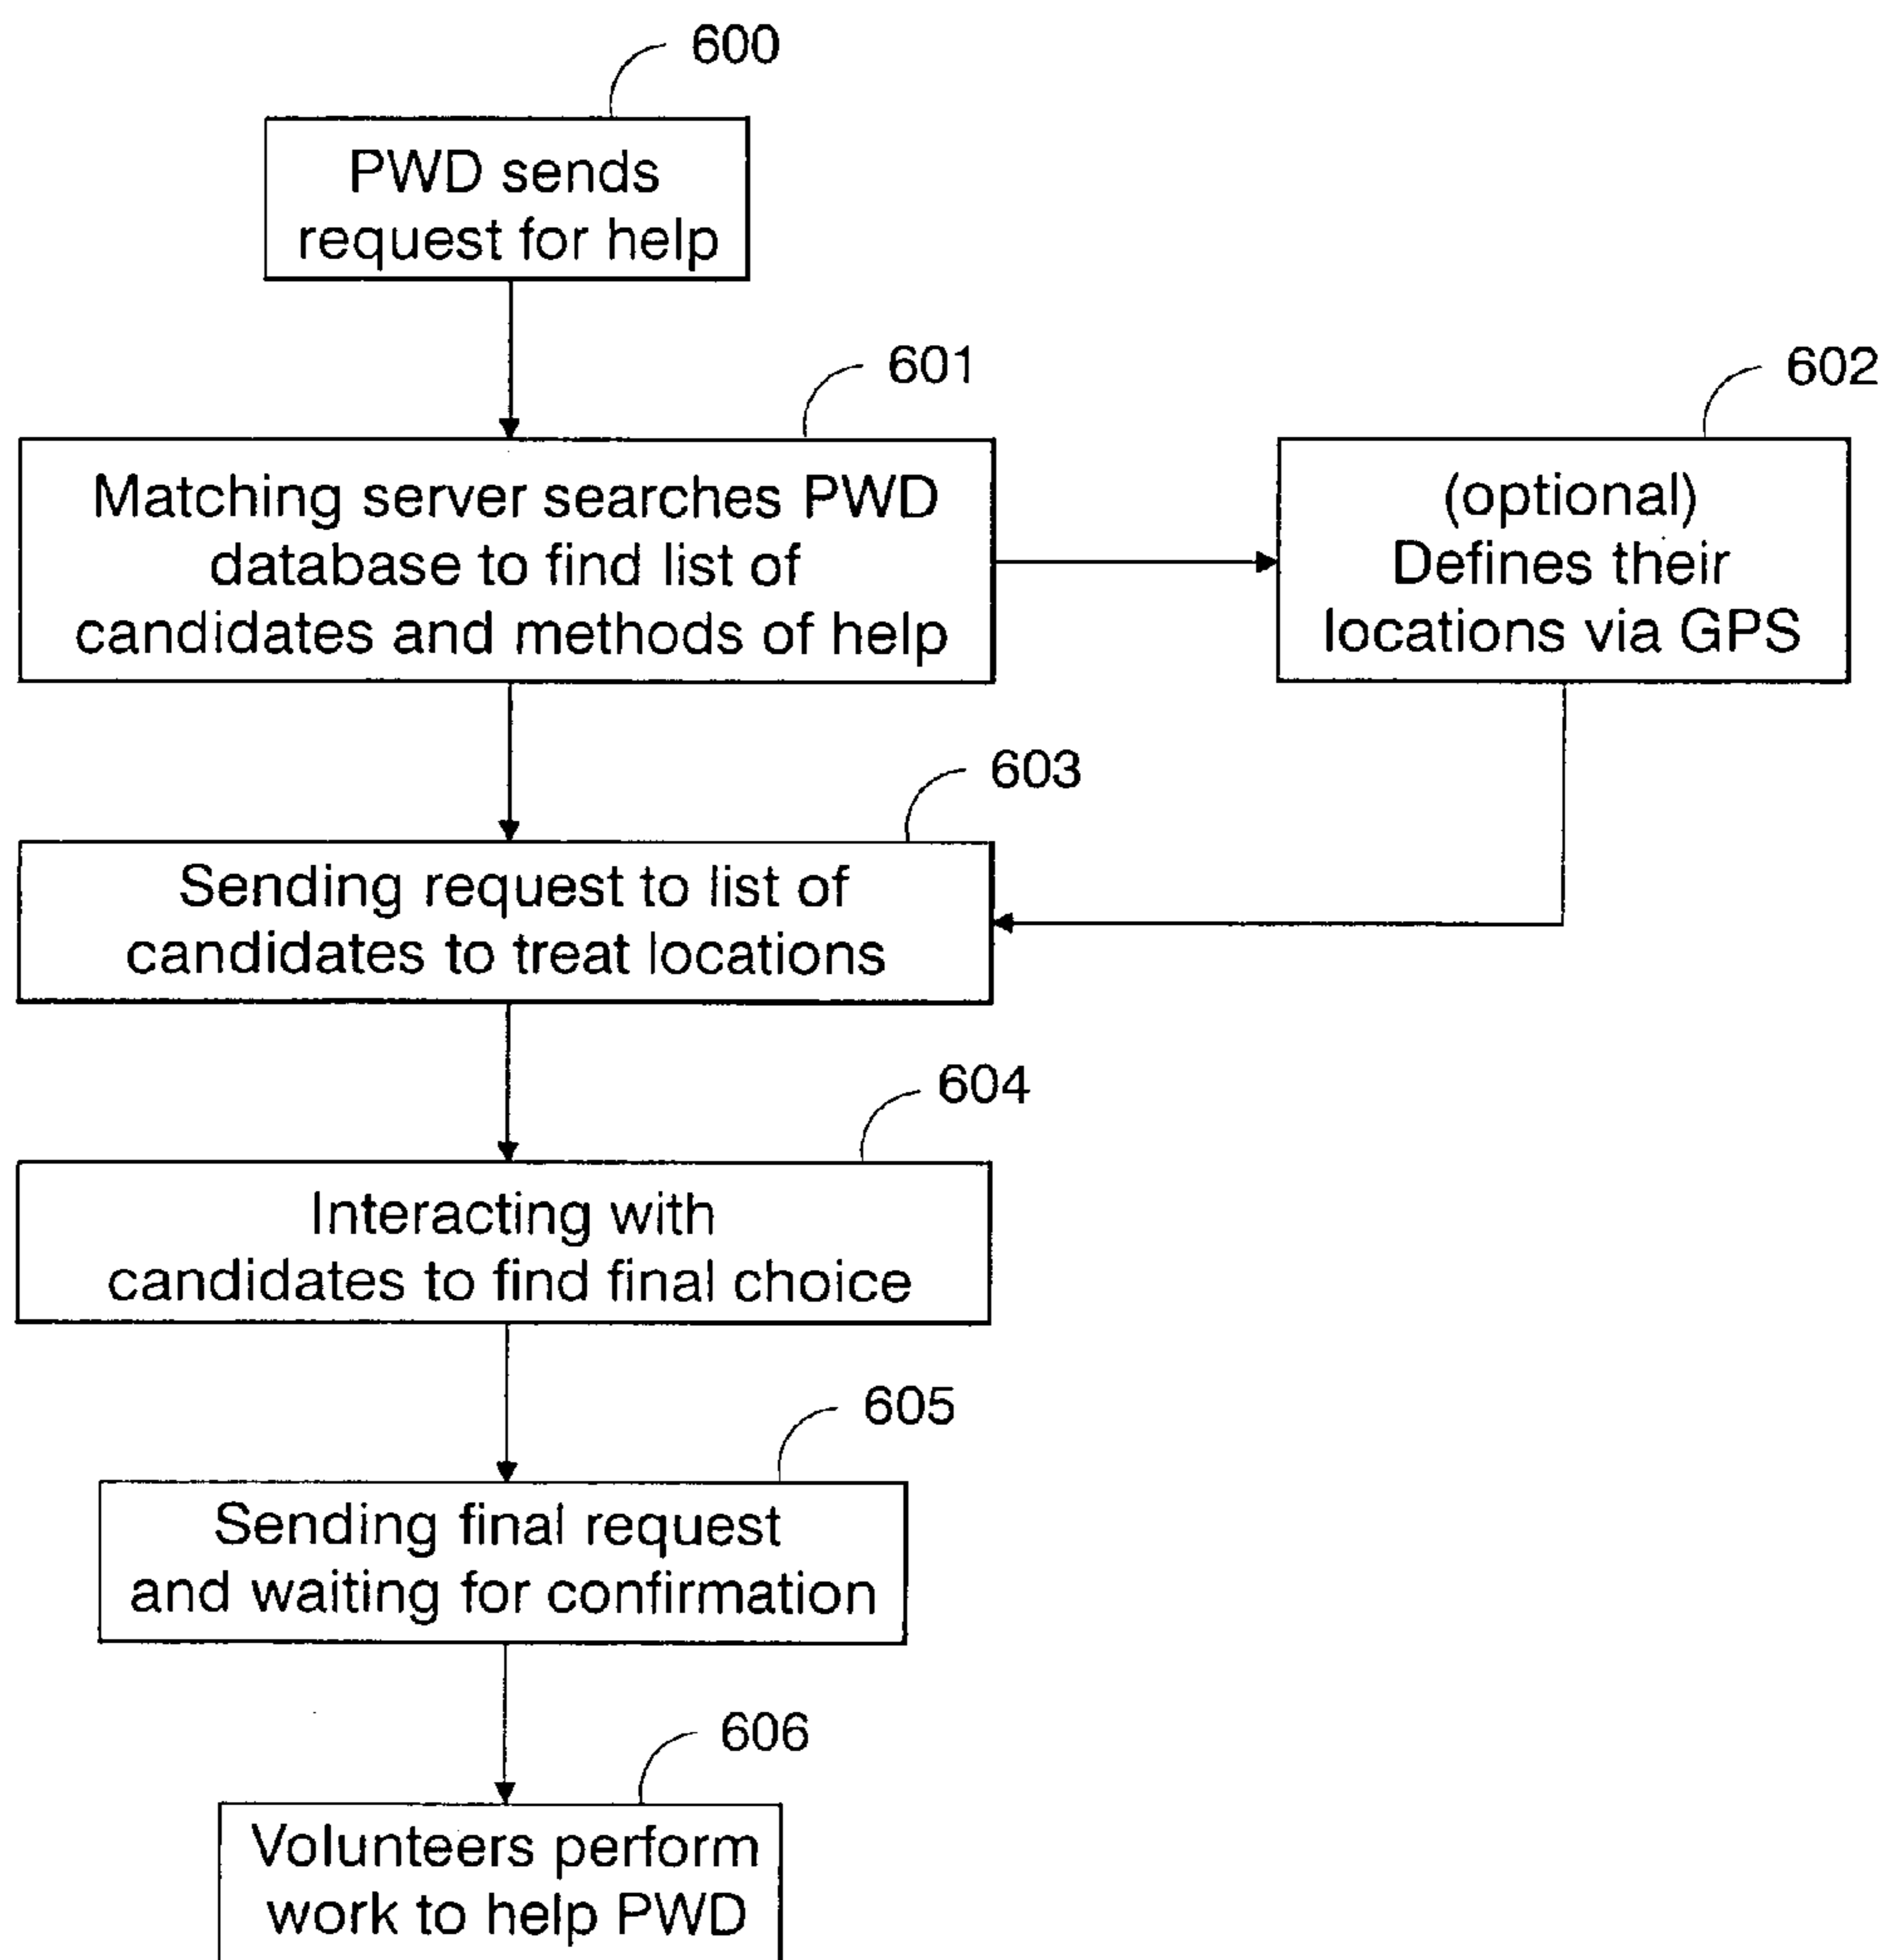 600
PWD sends
request for help
601
Matching server searches PWD
database to find list of
candidates and methods of help
602
(optional)
Defines their
locations via GPS
603
Sending request to list of
candidates to treat locations
604
Interacting with
candidates to find final choice
605
Sending final request
and waiting for confirmation
606
Volunteers perform
work to help PWD